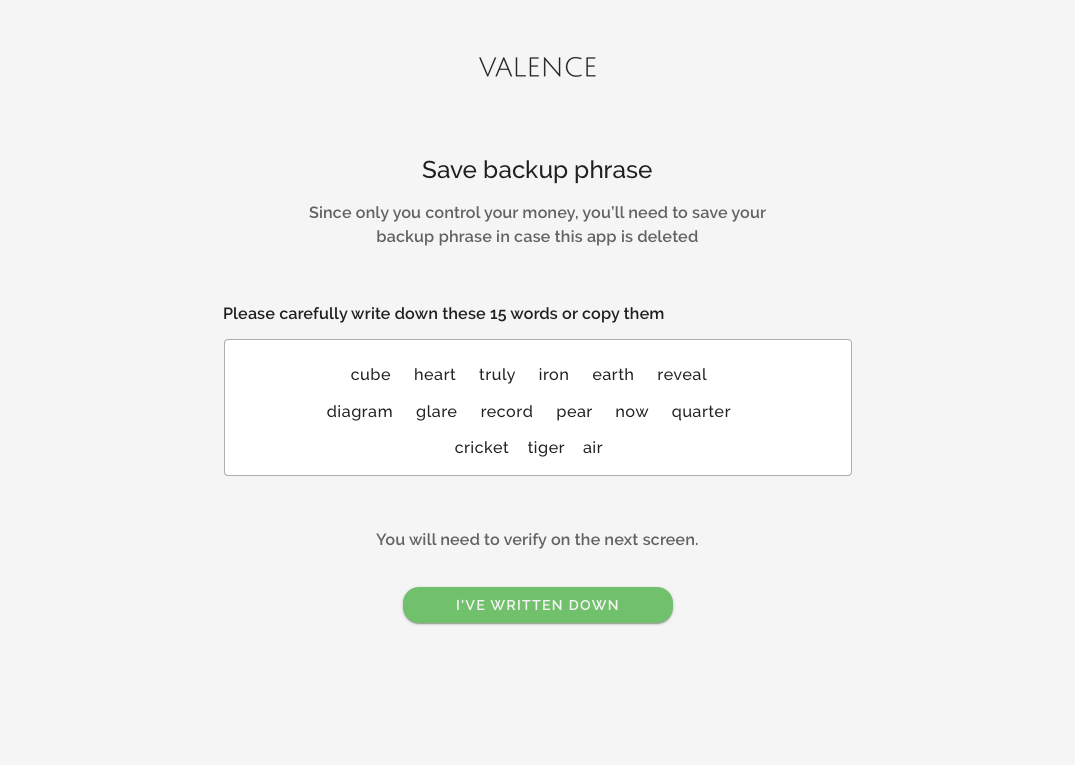 VALENCE
Save backup phrase
Since only you control your money, you'll need to save your
backup phrase in case this app is deleted
Please carefully write down these 15 words or copy them
cube heart truly iron earth reveal
diagram glare record pear now quarter
cricket tiger air
You will need to verify on the next screen.
I'VE WRITTEN DOWN